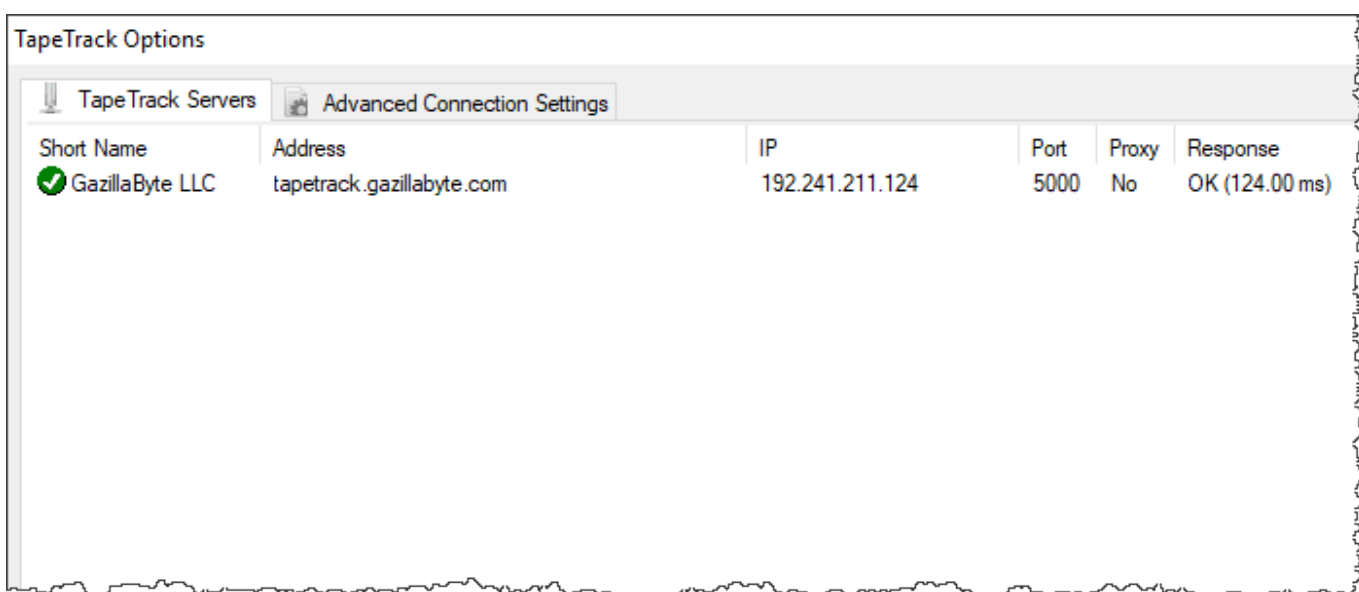 TapeTrack Options
TapeTrack Servers Advanced Connection Settings
Short Name Address IP Port Proxy Response
GazillaByte LLC tapetrack.gazillabyte.com 192.241.211.124 5000 No OK (124.00 ms)